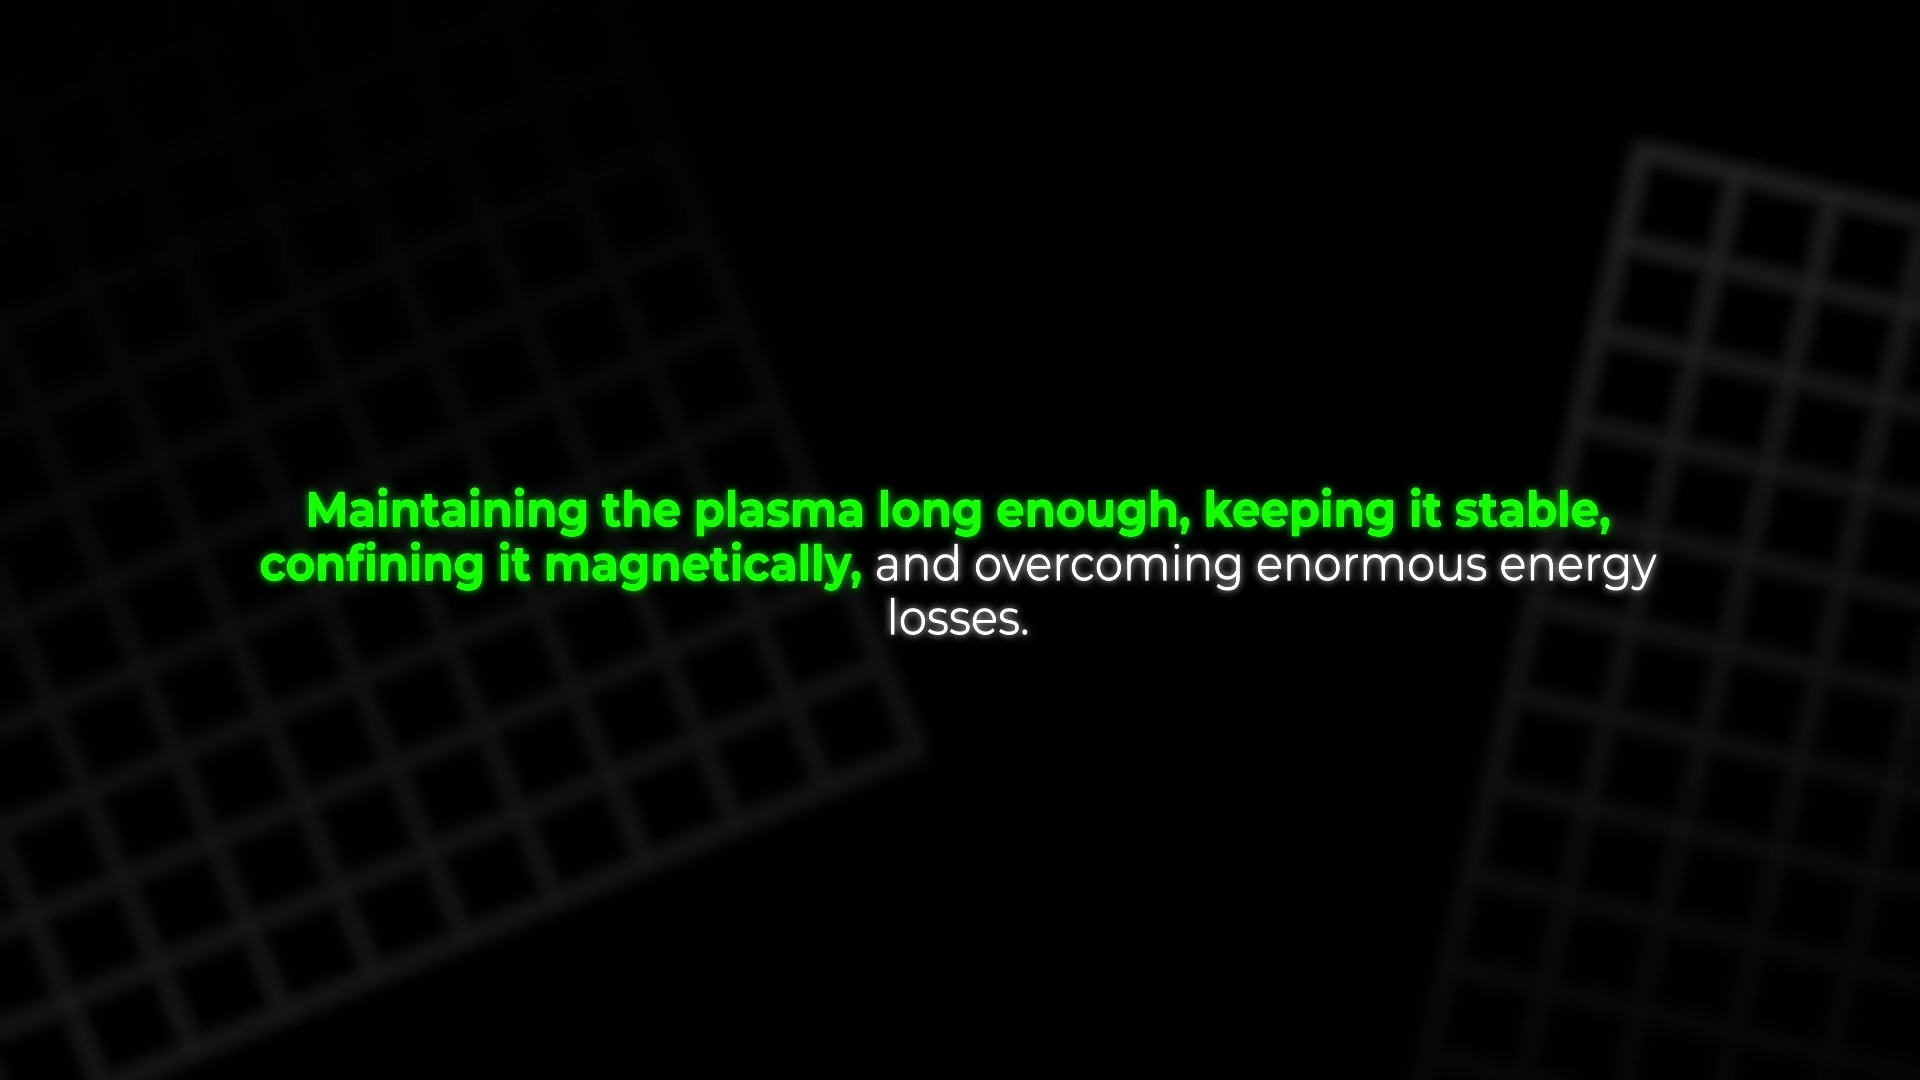 Maintaining the plasma long enough, keeping it stable,
confining it magnetically, and overcoming enormous energy
losses.